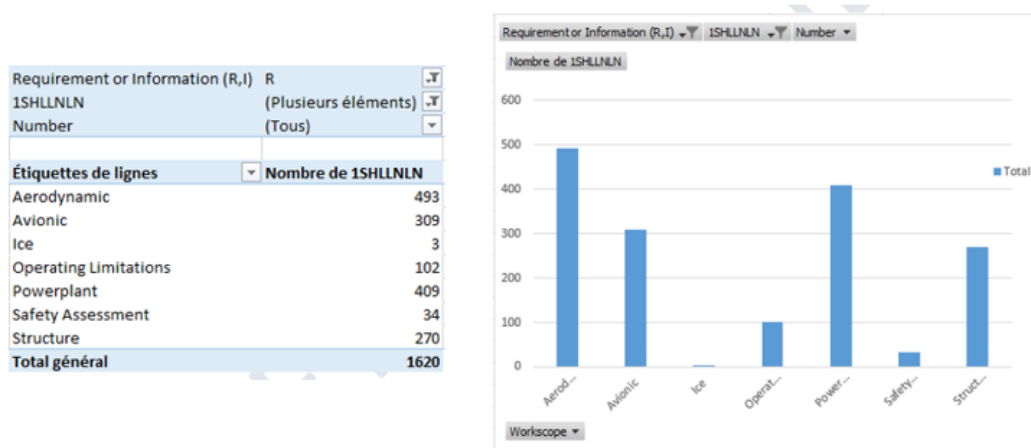 Requirement or Information (R,I) R
1SHLLNLN (Plusieurs éléments)
Number (Tous)
Étiquettes de lignes Nombre de 1SHLLNLN
Aerodynamic 493
Avionic 309
Ice 3
Operating Limitations 102
Powerplant 409
Safety Assessment 34
Structure 270
Total général 1620
Requirement or Information (R,I) 1SHLLNLN Number
Nombre de 1SHLLNLN
600
500
400
300
200
100
0
Total
Aerod... Avionic Ice Operat... Power... Safety... Struct...
Workscope